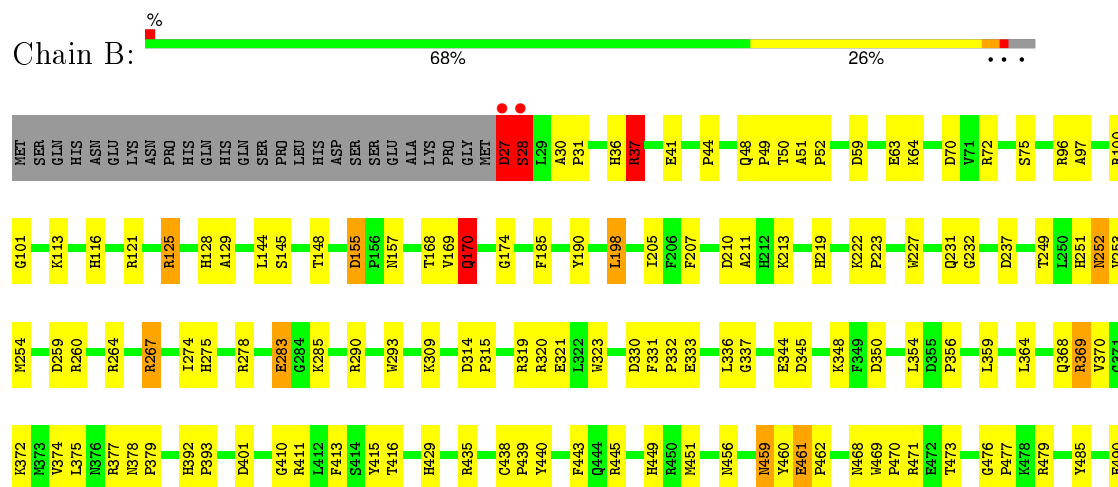 %
Chain B:
68% 26% • • •
MET SER GLN HIS ASN GLU LYS ASN PRO HIS GLN HIS GLN SER PRO LEU HIS ASP SER SER GLU ALA LYS PRO GLY MET D27 S28 L29 A30 P31 H36 R37 E41 P44 Q48 P49 T50 A51 P52 D59 E63 K64 D70 V71 R72 S75 R96 A97
G101 K113 H116 R121 R125 H128 A129 L144 S145 T148 D155 P156 N157 T168 V169 Q170 G174 F185 Y190 L198 I205 F206 F207 D210 A211 H212 K213 H219 K222 P223 W227 Q231 G232 D237 T249 L250 H251 N252 V253
M254 D259 R260 R264 R267 I274 H275 R278 E283 G284 K285 R290 W293 K309 D314 P315 R319 R320 E321 L322 W323 D330 F331 P332 E333 L336 G337 E344 D345 K348 F349 D350 L354 D355 P356 L359 L364 Q368 R369 V370 G371
K372 M373 V374 L375 N376 R377 N378 P379 H392 P393 D401 G410 R411 L412 F413 S414 Y415 T416 H429 R435 C438 P439 Y440 F443 Q444 R445 H449 R450 M451 N456 N459 Y460 E461 P462 N468 W469 P470 R471 E472 T473 G476 P477 K478 R479 Y485